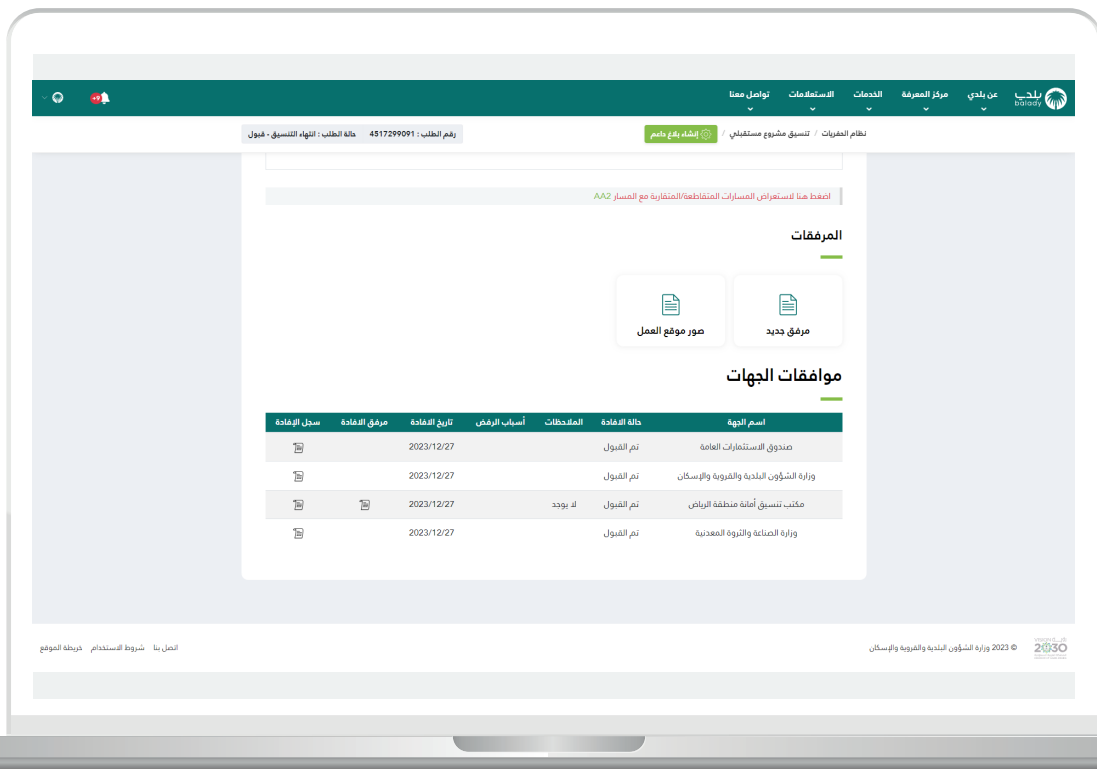 بلدي balady
عن بلدي مركز المعرفة الخدمات الاستعلامات تواصل معنا
+9
نظام الحفريات / تنسيق مشروع مستقبلي / إنشاء بلاغ داعم
رقم الطلب : 4517299091 حالة الطلب : انتهاء التنسيق - قبول
اضغط هنا لاستعراض المسارات المتقاطعة/المتقاربة مع المسار AA2
المرفقات
مرفق جديد
صور موقع العمل
موافقات الجهات
اسم الجهة حالة الافادة الملاحظات أسباب الرفض تاريخ الافادة مرفق الافادة سجل الإفادة
صندوق الاستثمارات العامة تم القبول 2023/12/27
وزارة الشؤون البلدية والقروية والإسكان تم القبول 2023/12/27
مكتب تنسيق أمانة منطقة الرياض تم القبول لا يوجد 2023/12/27
وزارة الصناعة والثروة المعدنية تم القبول 2023/12/27
2030
© 2023 وزارة الشؤون البلدية والقروية والإسكان
اتصل بنا شروط الاستخدام خريطة الموقع